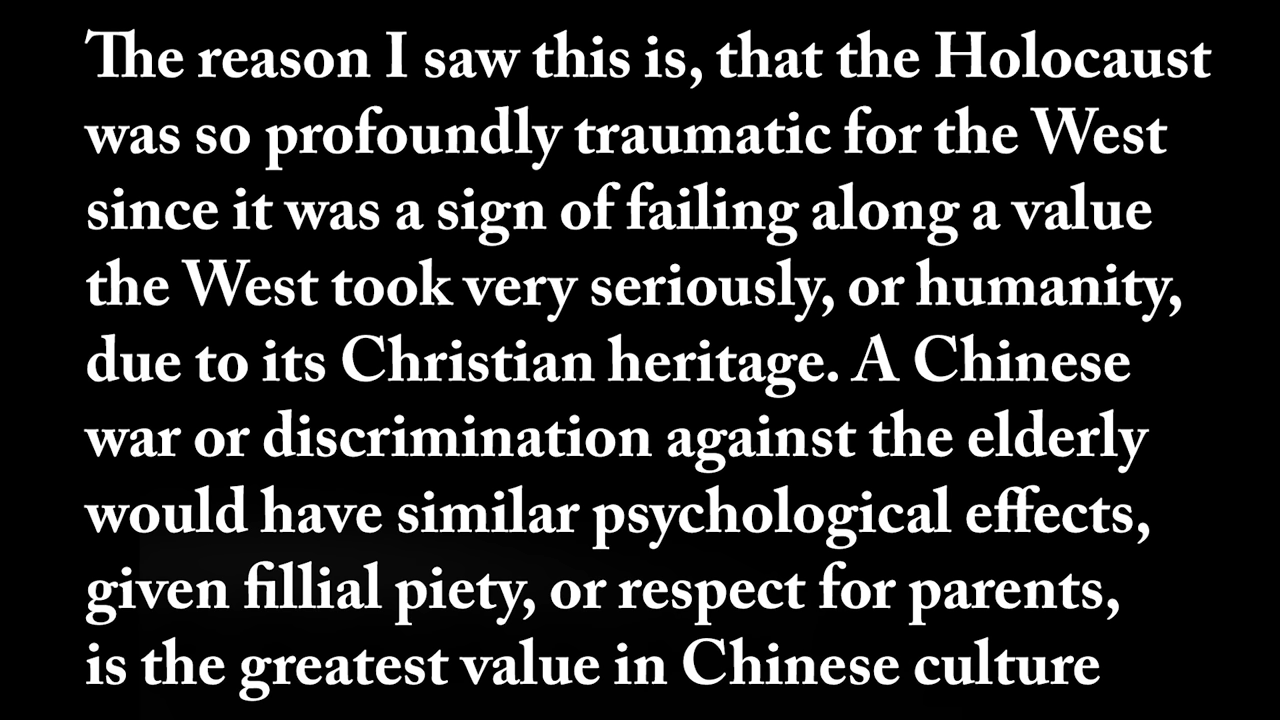 The reason I saw this is, that the Holocaust
was so profoundly traumatic for the West
since it was a sign of failing along a value
the West took very seriously, or humanity,
due to its Christian heritage. A Chinese
war or discrimination against the elderly
would have similar psychological effects,
given fillial piety, or respect for parents,
is the greatest value in Chinese culture